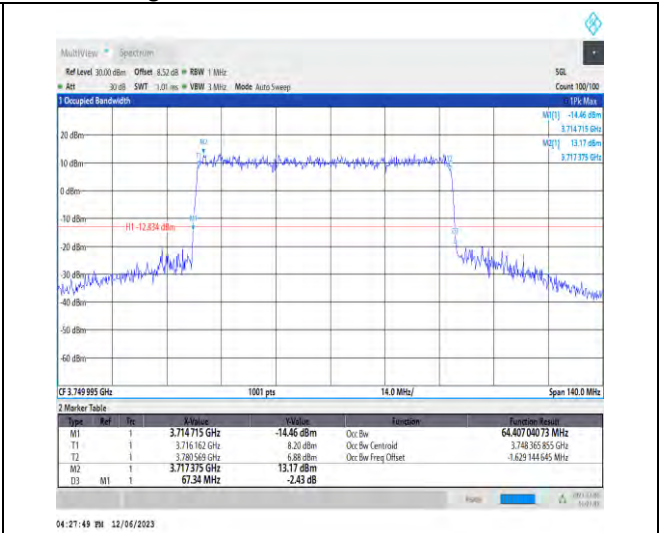 MultiView Spectrum
Ref Level 30.00 dBm Offset 8.52 dB RBW 1 MHz SGL
Att 30 dB SWT 1.01 ms VBW 3 MHz Mode Auto Sweep Count 100/100
1 Occupied Bandwidth 1Pk Max
M1[1] -14.46 dBm
3.714 715 GHz
M2[1] 13.17 dBm
3.717 375 GHz
20 dBm
M2
T1 T2
10 dBm
0 dBm
-10 dBm
M1
H1 -12.834 dBm
D3
-20 dBm
-30 dBm
-40 dBm
-50 dBm
-60 dBm
CF 3.749 995 GHz 1001 pts 14.0 MHz/ Span 140.0 MHz
2 Marker Table
Type Ref Trc X-Value Y-Value Function Function Result
M1 1 3.714 715 GHz -14.46 dBm Occ Bw 64.407 040 73 MHz
T1 1 3.716 162 GHz 8.20 dBm Occ Bw Centroid 3.748 365 855 GHz
T2 1 3.780 569 GHz 6.88 dBm Occ Bw Freq Offset -1.629 144 645 MHz
M2 1 3.717 375 GHz 13.17 dBm
D3 M1 1 67.34 MHz -2.43 dB
04:27:49 PM 12/06/2023